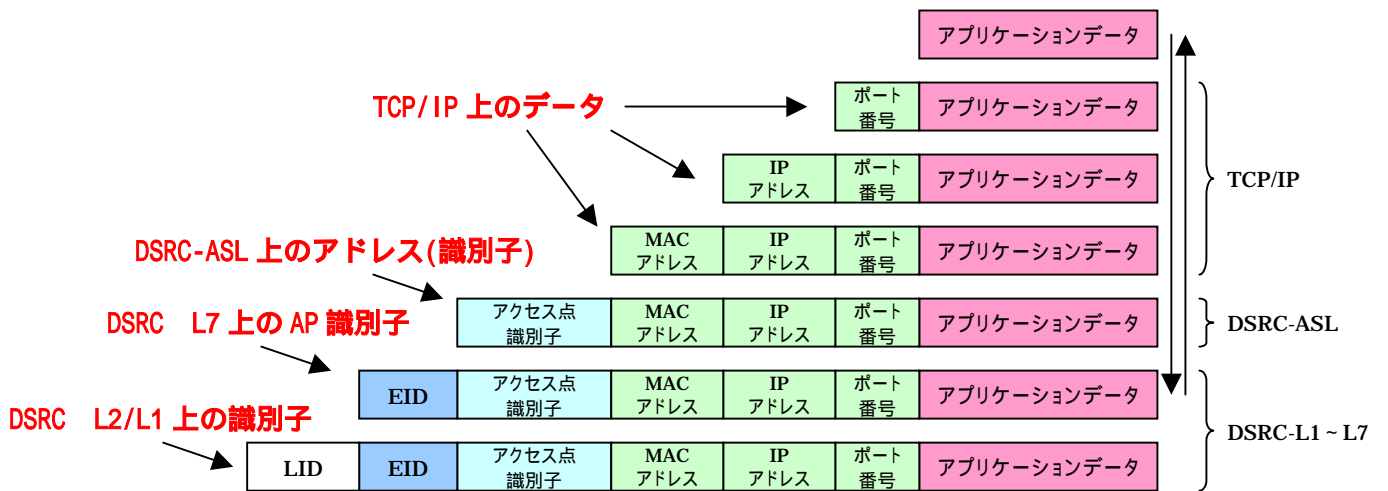 アプリケーションデータ
TCP/IP 上のデータ
ポート
番号
アプリケーションデータ
IP
アドレス
ポート
番号
アプリケーションデータ
TCP/IP
DSRC-ASL 上のアドレス(識別子)
MAC
アドレス
IP
アドレス
ポート
番号
アプリケーションデータ
DSRC L7 上の AP 識別子
アクセス点
識別子
MAC
アドレス
IP
アドレス
ポート
番号
アプリケーションデータ
DSRC-ASL
DSRC L2/L1 上の識別子
EID
アクセス点
識別子
MAC
アドレス
IP
アドレス
ポート
番号
アプリケーションデータ
DSRC-L1～L7
LID
EID
アクセス点
識別子
MAC
アドレス
IP
アドレス
ポート
番号
アプリケーションデータ